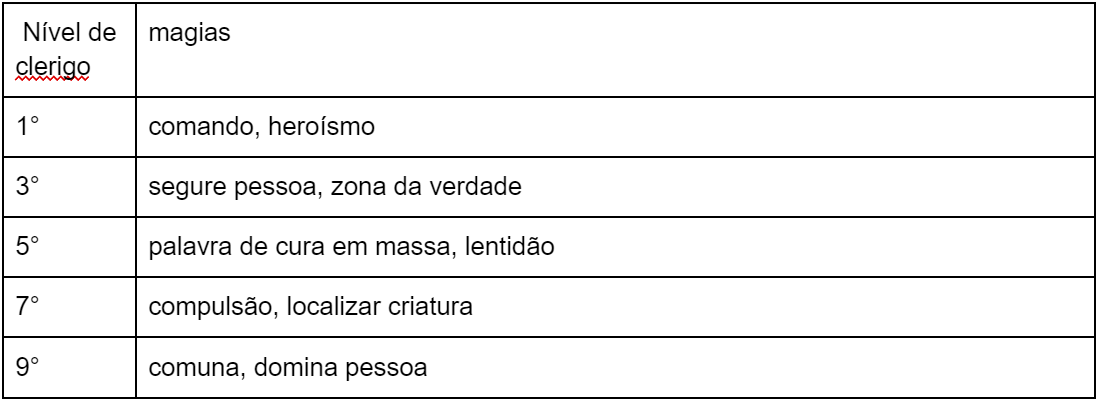 Nível de
clerigo
magias
1°
comando, heroísmo
3°
segure pessoa, zona da verdade
5°
palavra de cura em massa, lentidão
7°
compulsão, localizar criatura
9°
comuna, domina pessoa